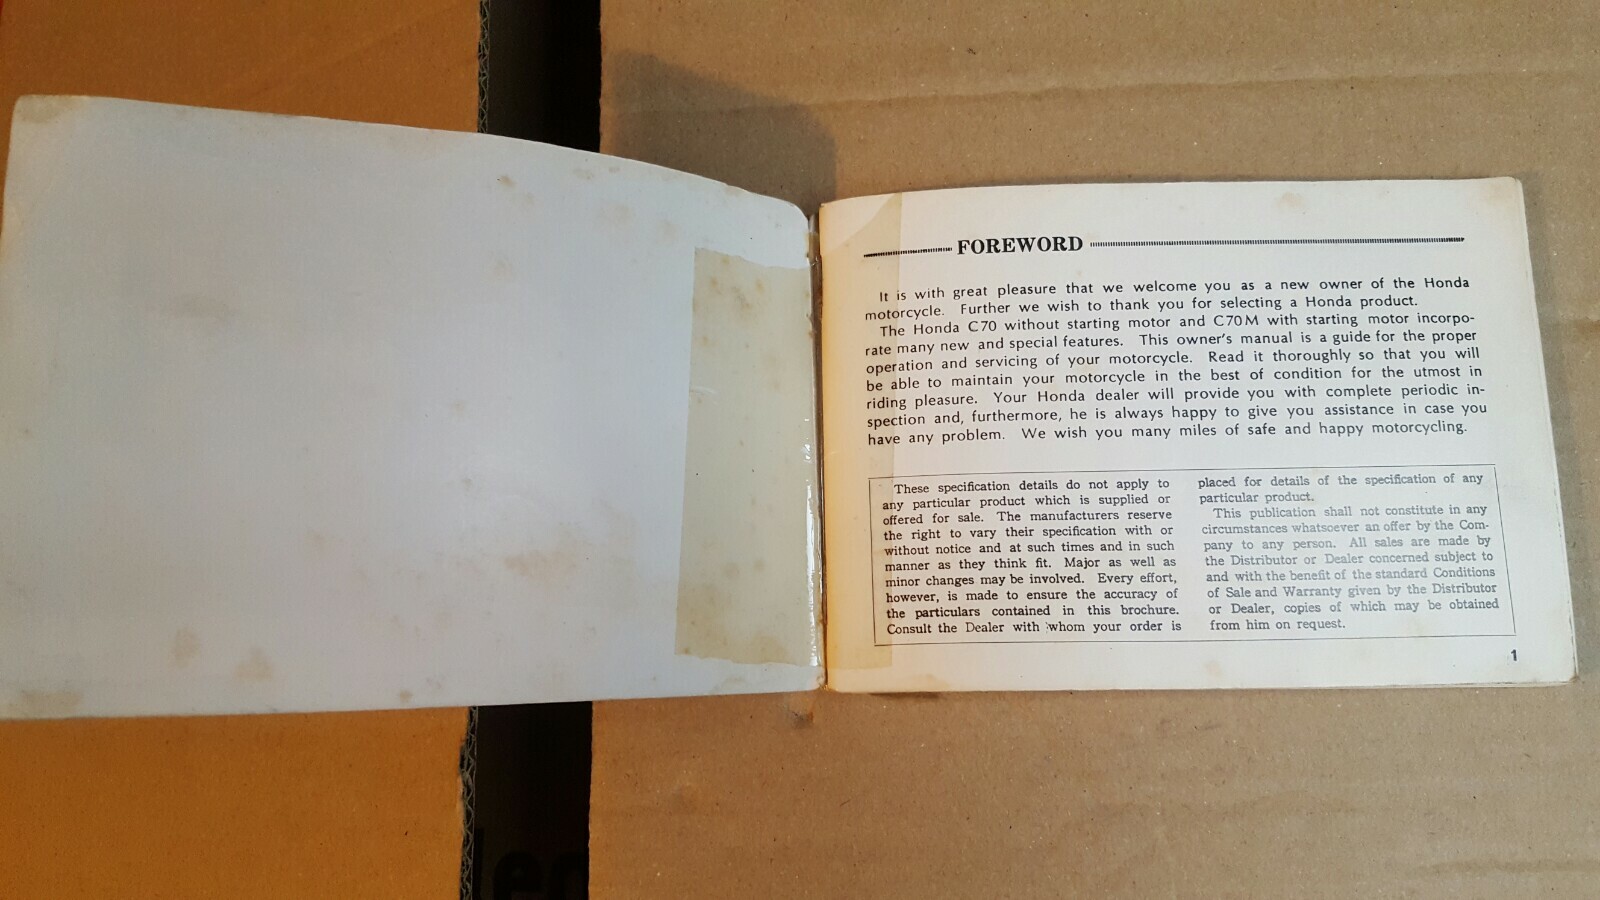 FOREWORD
It is with great pleasure that we welcome you as a new owner of the Honda
motorcycle. Further we wish to thank you for selecting a Honda product.
The Honda C70 without starting motor and C70M with starting motor incorpo-
rate many new and special features. This owner's manual is a guide for the proper
operation and servicing of your motorcycle. Read it thoroughly so that you will
be able to maintain your motorcycle in the best of condition for the utmost in
riding pleasure. Your Honda dealer will provide you with complete periodic in-
spection and, furthermore, he is always happy to give you assistance in case you
have any problem. We wish you many miles of safe and happy motorcycling.
These specification details do not apply to
any particular product which is supplied or
offered for sale. The manufacturers reserve
the right to vary their specification with or
without notice and at such times and in such
manner as they think fit. Major as well as
minor changes may be involved. Every effort,
however, is made to ensure the accuracy of
the particulars contained in this brochure.
Consult the Dealer with whom your order is
placed for details of the specification of any
particular product.
This publication shall not constitute in any
circumstances whatsoever an offer by the Com-
pany to any person. All sales are made by
the Distributor or Dealer concerned subject to
and with the benefit of the standard Conditions
of Sale and Warranty given by the Distributor
or Dealer, copies of which may be obtained
from him on request.
1